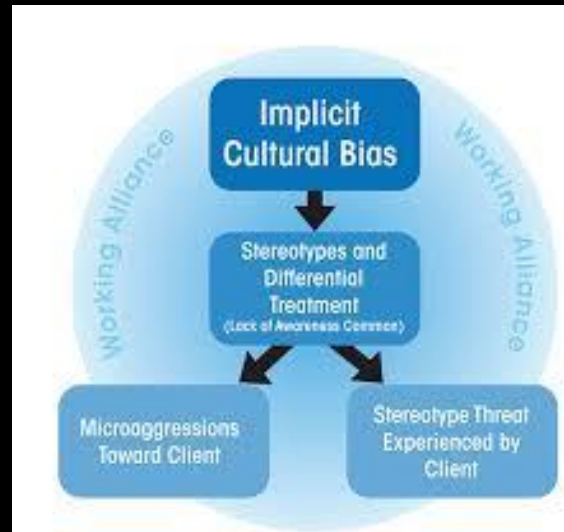 Implicit
Cultural Bias
Working Alliance
Working Alliance
Stereotypes and
Differential
Treatment
(Lack of Awareness Common)
Microaggressions
Toward Client
Stereotype Threat
Experienced by
Client